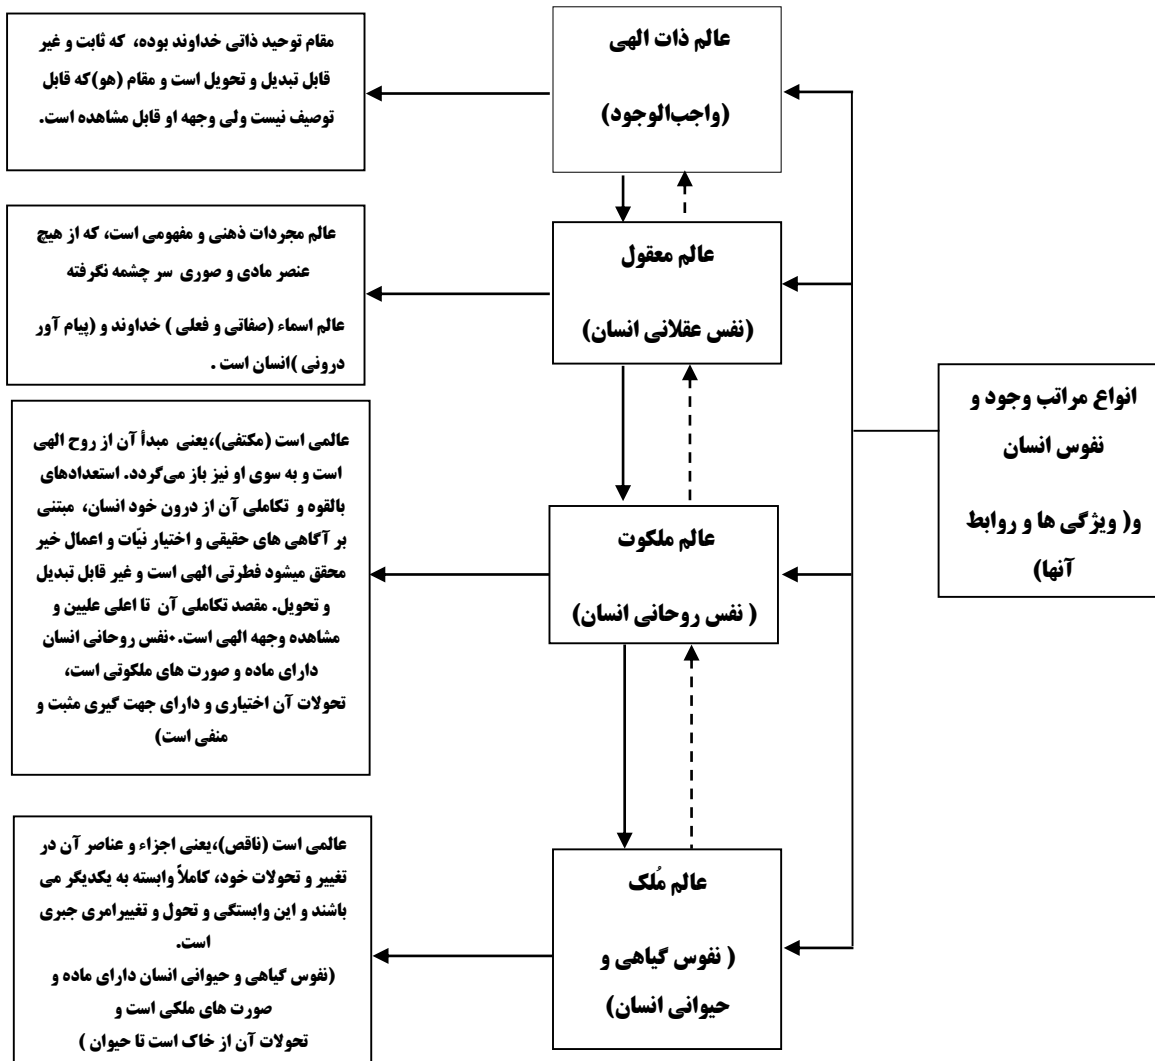 انواع مراتب وجود و
نفوس انسان
و( ویژگی ها و روابط
آنها)
عالم ذات الهی
(واجب‌الوجود)
مقام توحید ذاتی خداوند بوده، که ثابت و غیر
قابل تبدیل و تحویل است و مقام (هو)که قابل
توصیف نیست ولی وجهه او قابل مشاهده است.
عالم معقول
(نفس عقلانی انسان)
عالم مجردات ذهنی و مفهومی است، که از هیچ
عنصر مادی و صوری سر چشمه نگرفته
عالم اسماء (صفاتی و فعلی ) خداوند و (پیام آور
درونی )انسان است .
عالم ملکوت
( نفس روحانی انسان)
عالمی است (مکتفی)،یعنی مبدأ آن از روح الهی
است و به سوی او نیز باز می‌گردد. استعدادهای
بالقوه و تکاملی آن از درون خود انسان، مبتنی
بر آگاهی های حقیقی و اختیار نیّات و اعمال خیر
محقق میشود فطرتی الهی است و غیر قابل تبدیل
و تحویل. مقصد تکاملی آن تا اعلی علیین و
مشاهده وجهه الهی است.۰نفس روحانی انسان
دارای ماده و صورت های ملکوتی است،
تحولات آن اختیاری و دارای جهت گیری مثبت و
منفی است)
عالم مُلک
( نفوس گیاهی و
حیوانی انسان)
عالمی است (ناقص)،یعنی اجزاء و عناصر آن در
تغییر و تحولات خود، کاملاً وابسته به یکدیگر می
باشند و این وابستگی و تحول و تغییرامری جبری
است.
(نفوس گیاهی و حیوانی انسان دارای ماده و
صورت های ملکی است و
تحولات آن از خاک است تا حیوان )